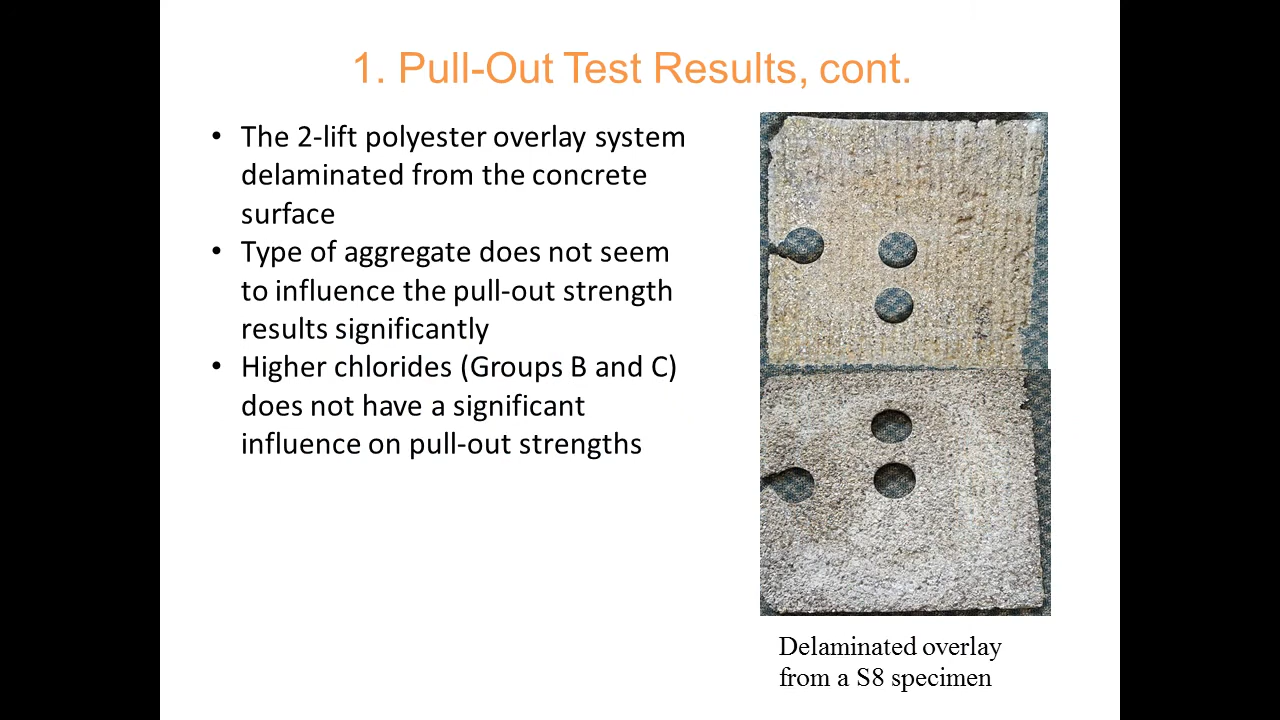 1. Pull-Out Test Results, cont.
• The 2-lift polyester overlay system
delaminated from the concrete
surface
• Type of aggregate does not seem
to influence the pull-out strength
results significantly
• Higher chlorides (Groups B and C)
does not have a significant
influence on pull-out strengths
Delaminated overlay
from a S8 specimen